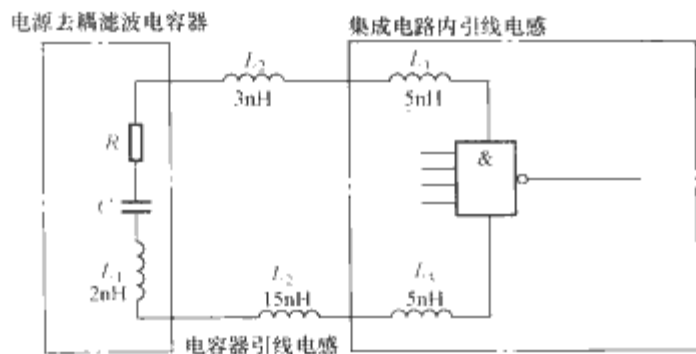 电源去耦滤波电容器
集成电路内引线电感
L2
3nH
L3
5nH
R
&
C
L1
2nH
L2
15nH
L3
5nH
电容器引线电感